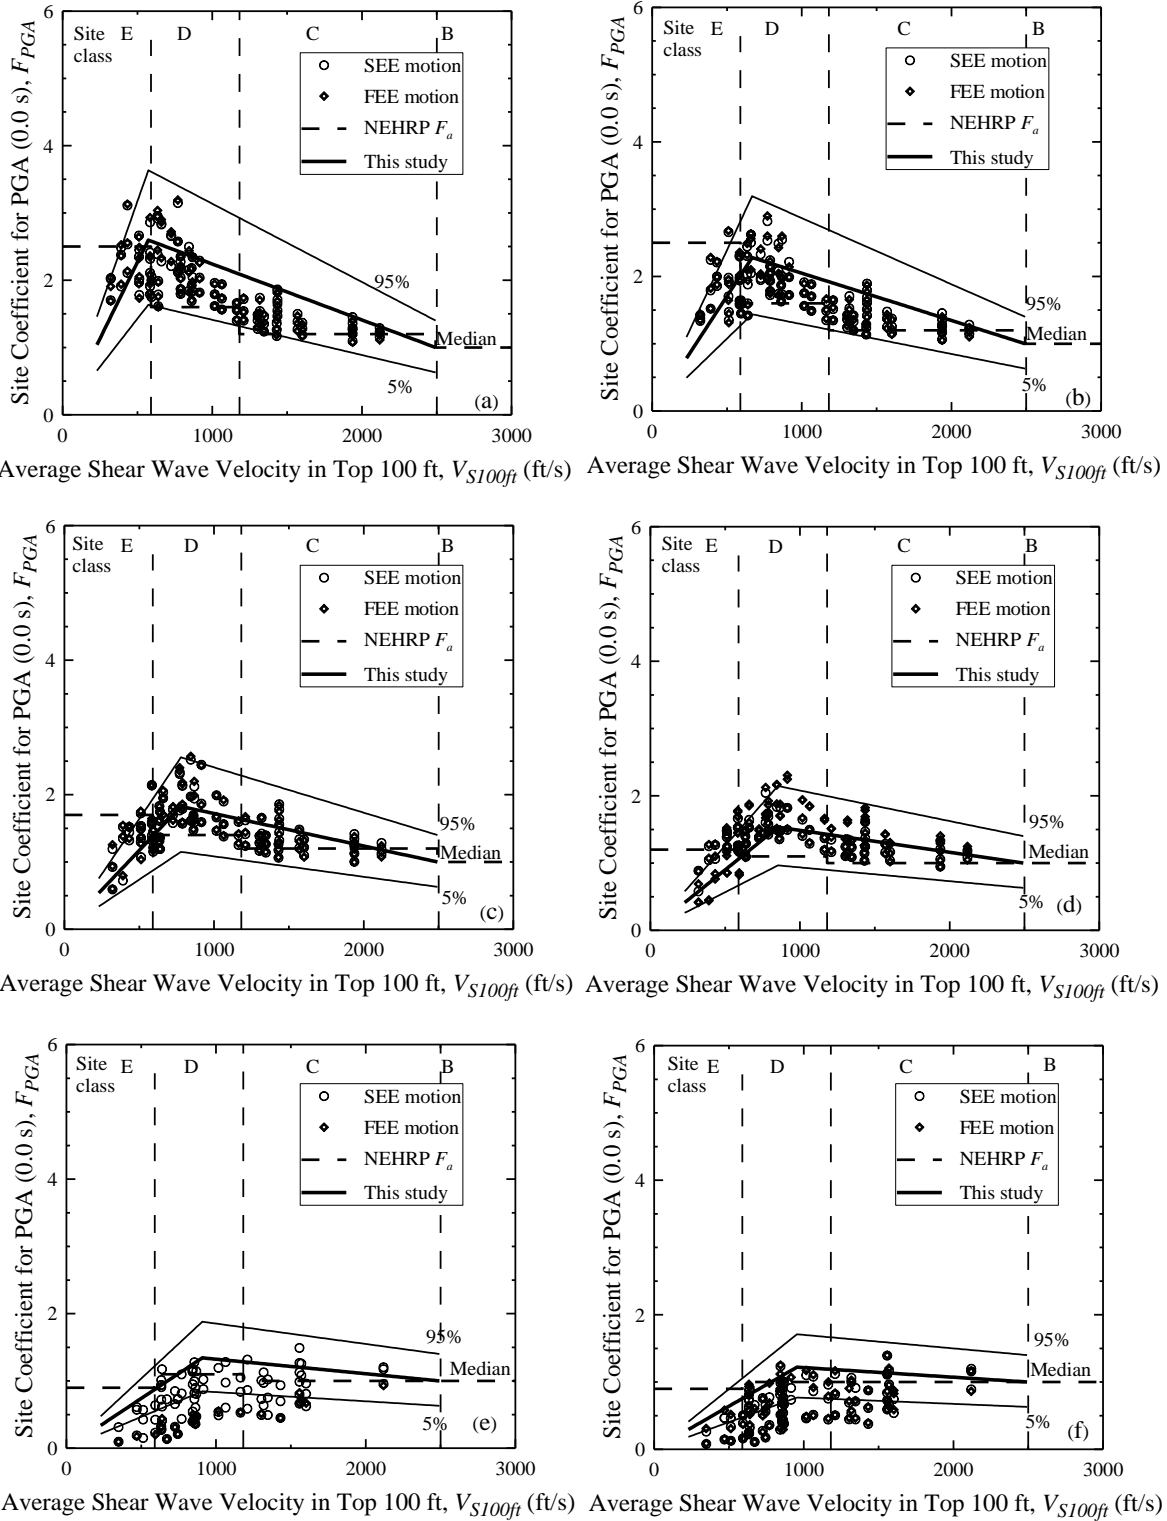 Site Coefficient for PGA (0.0 s), F_PGA
6
4
2
0
Site class
E
D
C
B
SEE motion
FEE motion
NEHRP F_a
This study
95%
Median
5%
(a)
0 1000 2000 3000
Average Shear Wave Velocity in Top 100 ft, V_S100ft (ft/s)
Site Coefficient for PGA (0.0 s), F_PGA
6
4
2
0
Site class
E
D
C
B
SEE motion
FEE motion
NEHRP F_a
This study
95%
Median
5%
(b)
0 1000 2000 3000
Average Shear Wave Velocity in Top 100 ft, V_S100ft (ft/s)
Site Coefficient for PGA (0.0 s), F_PGA
6
4
2
0
Site class
E
D
C
B
SEE motion
FEE motion
NEHRP F_a
This study
95%
Median
5%
(c)
0 1000 2000 3000
Average Shear Wave Velocity in Top 100 ft, V_S100ft (ft/s)
Site Coefficient for PGA (0.0 s), F_PGA
6
4
2
0
Site class
E
D
C
B
SEE motion
FEE motion
NEHRP F_a
This study
95%
Median
5%
(d)
0 1000 2000 3000
Average Shear Wave Velocity in Top 100 ft, V_S100ft (ft/s)
Site Coefficient for PGA (0.0 s), F_PGA
6
4
2
0
Site class
E
D
C
B
SEE motion
FEE motion
NEHRP F_a
This study
95%
Median
5%
(e)
0 1000 2000 3000
Average Shear Wave Velocity in Top 100 ft, V_S100ft (ft/s)
Site Coefficient for PGA (0.0 s), F_PGA
6
4
2
0
Site class
E
D
C
B
SEE motion
FEE motion
NEHRP F_a
This study
95%
Median
5%
(f)
0 1000 2000 3000
Average Shear Wave Velocity in Top 100 ft, V_S100ft (ft/s)